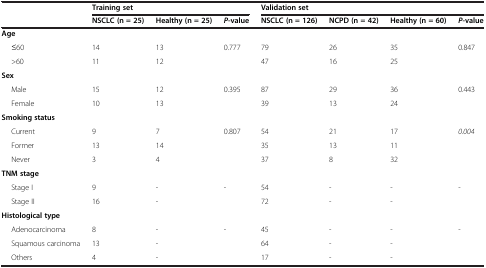 Training set Validation set
NSCLC (n = 25) Healthy (n = 25) P-value NSCLC (n = 126) NCPD (n = 42) Healthy (n = 60) P-value
Age
≤60 14 13 0.777 79 26 35 0.847
>60 11 12 47 16 25
Sex
Male 15 12 0.395 87 29 36 0.443
Female 10 13 39 13 24
Smoking status
Current 9 7 0.807 54 21 17 0.004
Former 13 14 35 13 11
Never 3 4 37 8 32
TNM stage
Stage I 9 - - 54 - - -
Stage II 16 - 72 - -
Histological type
Adenocarcinoma 8 - - 45 - - -
Squamous carcinoma 13 - 64 - -
Others 4 - 17 - -